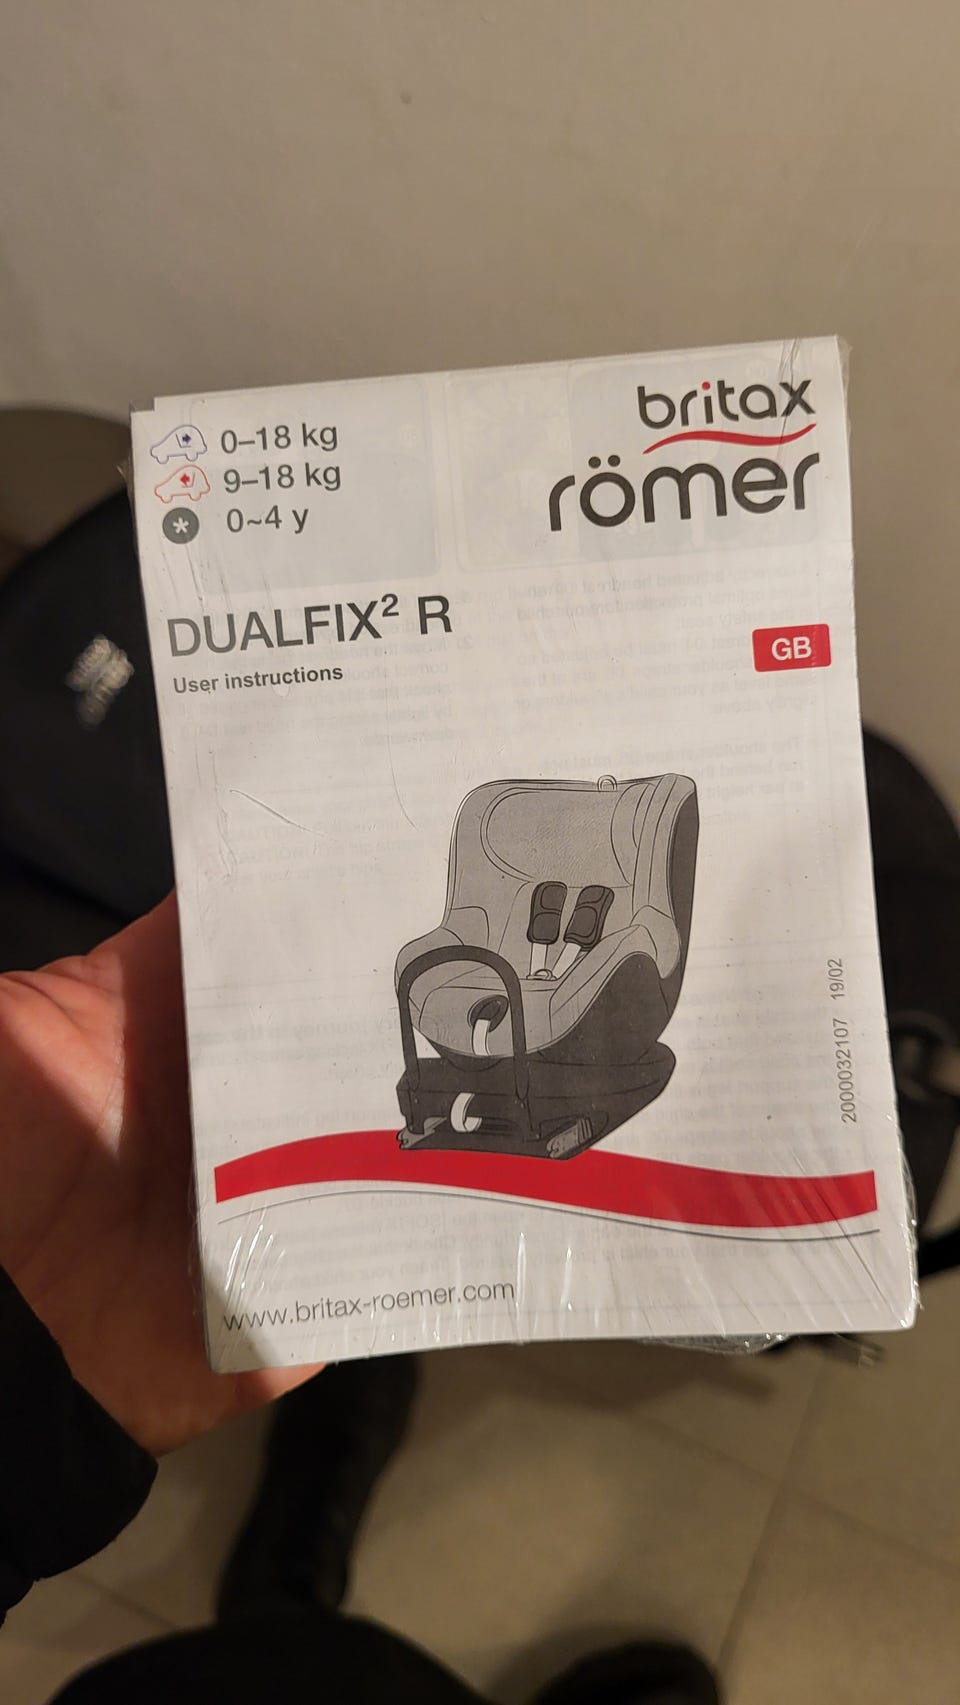 0–18 kg
9–18 kg
* 0~4 y
britax
römer
DUALFIX² R
User instructions
GB
2000032107 19/02
www.britax-roemer.com